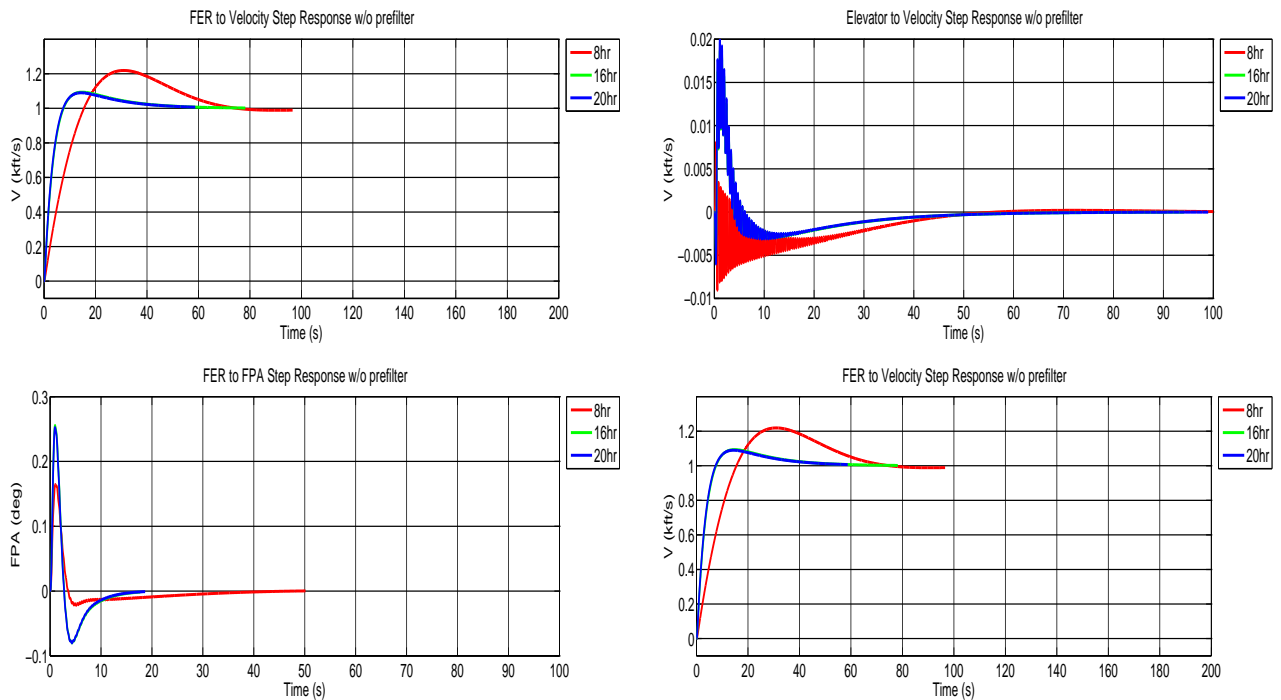 FER to Velocity Step Response w/o prefilter
V (kft/s)
1.2
1
0.8
0.6
0.4
0.2
0
0 20 40 60 80 100 120 140 160 180 200
Time (s)
8hr
16hr
20hr
Elevator to Velocity Step Response w/o prefilter
V (kft/s)
0.02
0.015
0.01
0.005
0
−0.005
−0.01
0 10 20 30 40 50 60 70 80 90 100
Time (s)
8hr
16hr
20hr
FER to FPA Step Response w/o prefilter
FPA (deg)
0.3
0.2
0.1
0
−0.1
0 10 20 30 40 50 60 70 80 90 100
Time (s)
8hr
16hr
20hr
FER to Velocity Step Response w/o prefilter
V (kft/s)
1.2
1
0.8
0.6
0.4
0.2
0
0 20 40 60 80 100 120 140 160 180 200
Time (s)
8hr
16hr
20hr